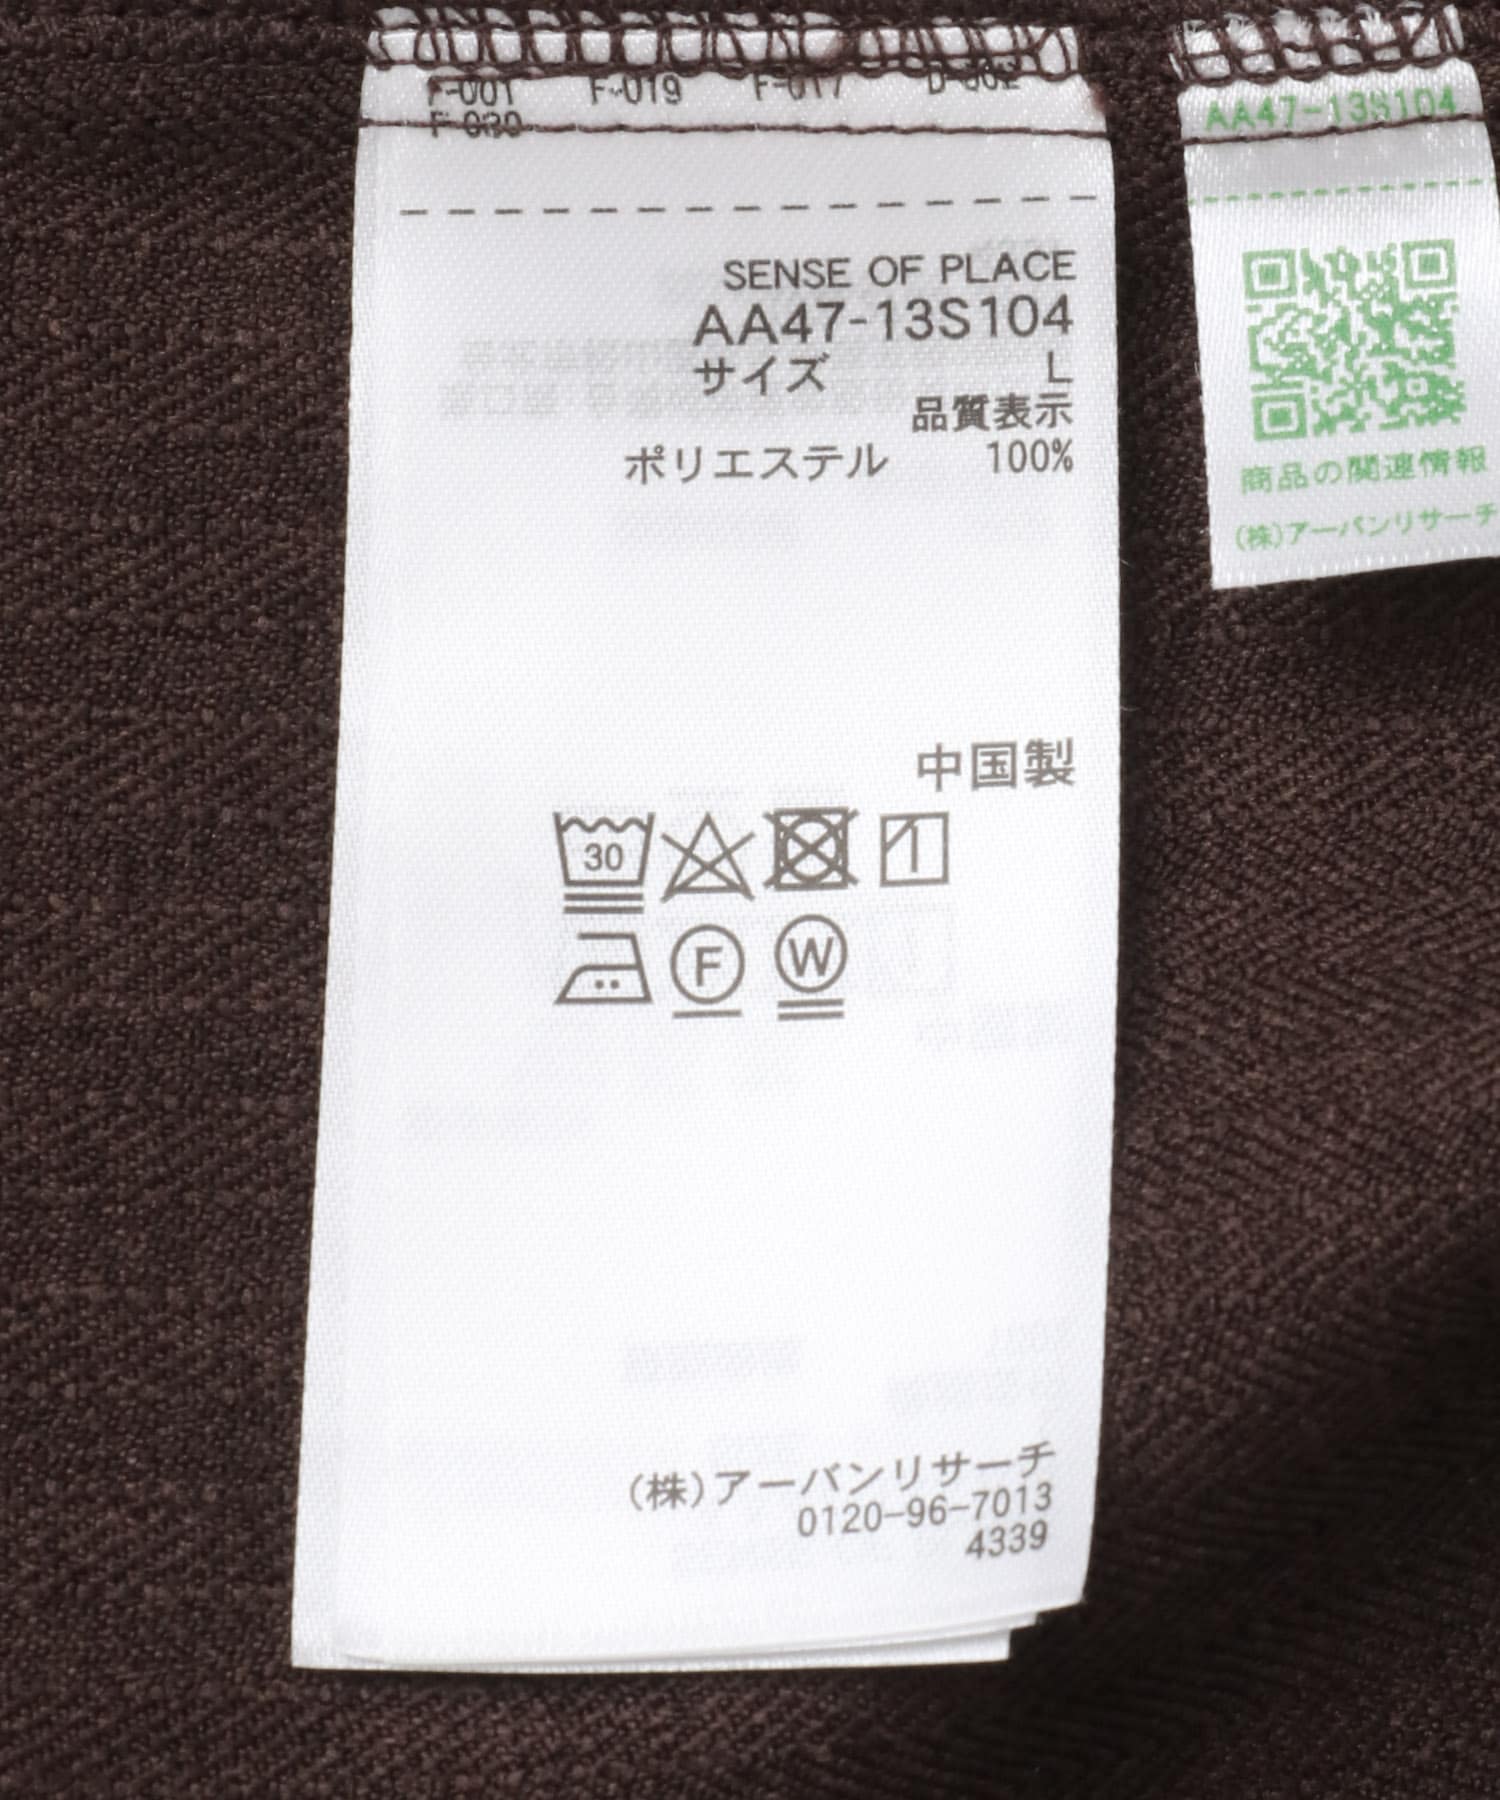 F-001 F-019 F-017 D-002
F-030
SENSE OF PLACE
AA47-13S104
サイズ L
品質表示
ポリエステル 100%
中国製
30
F W
(株)アーバンリサーチ
0120-96-7013
4339
AA47-13S104
商品の関連情報
(株)アーバンリサーチ